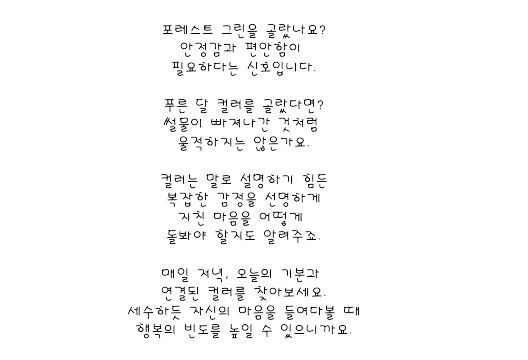 포레스트 그린을 골랐나요?
안정감과 편안함이
필요하다는 신호입니다.
푸른 달 컬러를 골랐다면?
썰물이 빠져나간 것처럼
울적하지는 않은가요.
컬러는 말로 설명하기 힘든
복잡한 감정을 선명하게
지친 마음을 어떻게
돌봐야 할지도 알려주죠.
매일 저녁, 오늘의 기분과
연결된 컬러를 찾아보세요.
세수하듯 자신의 마음을 들여다볼 때
행복의 빈도를 높일 수 있으니까요.